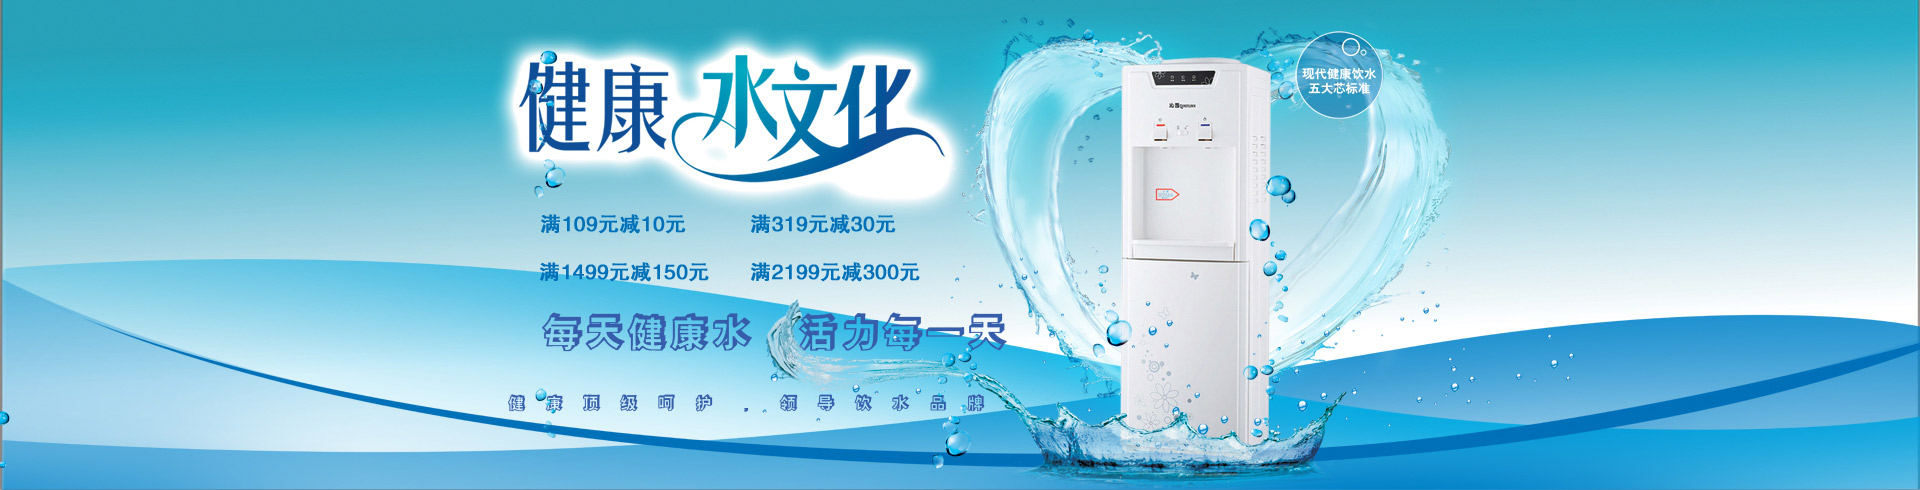 健康水文化
满109元减10元 满319元减30元
满1499元减150元 满2199元减300元
每天健康水 活力每一天
健康顶级呵护．领导饮水品牌
现代健康饮水
五大芯标准